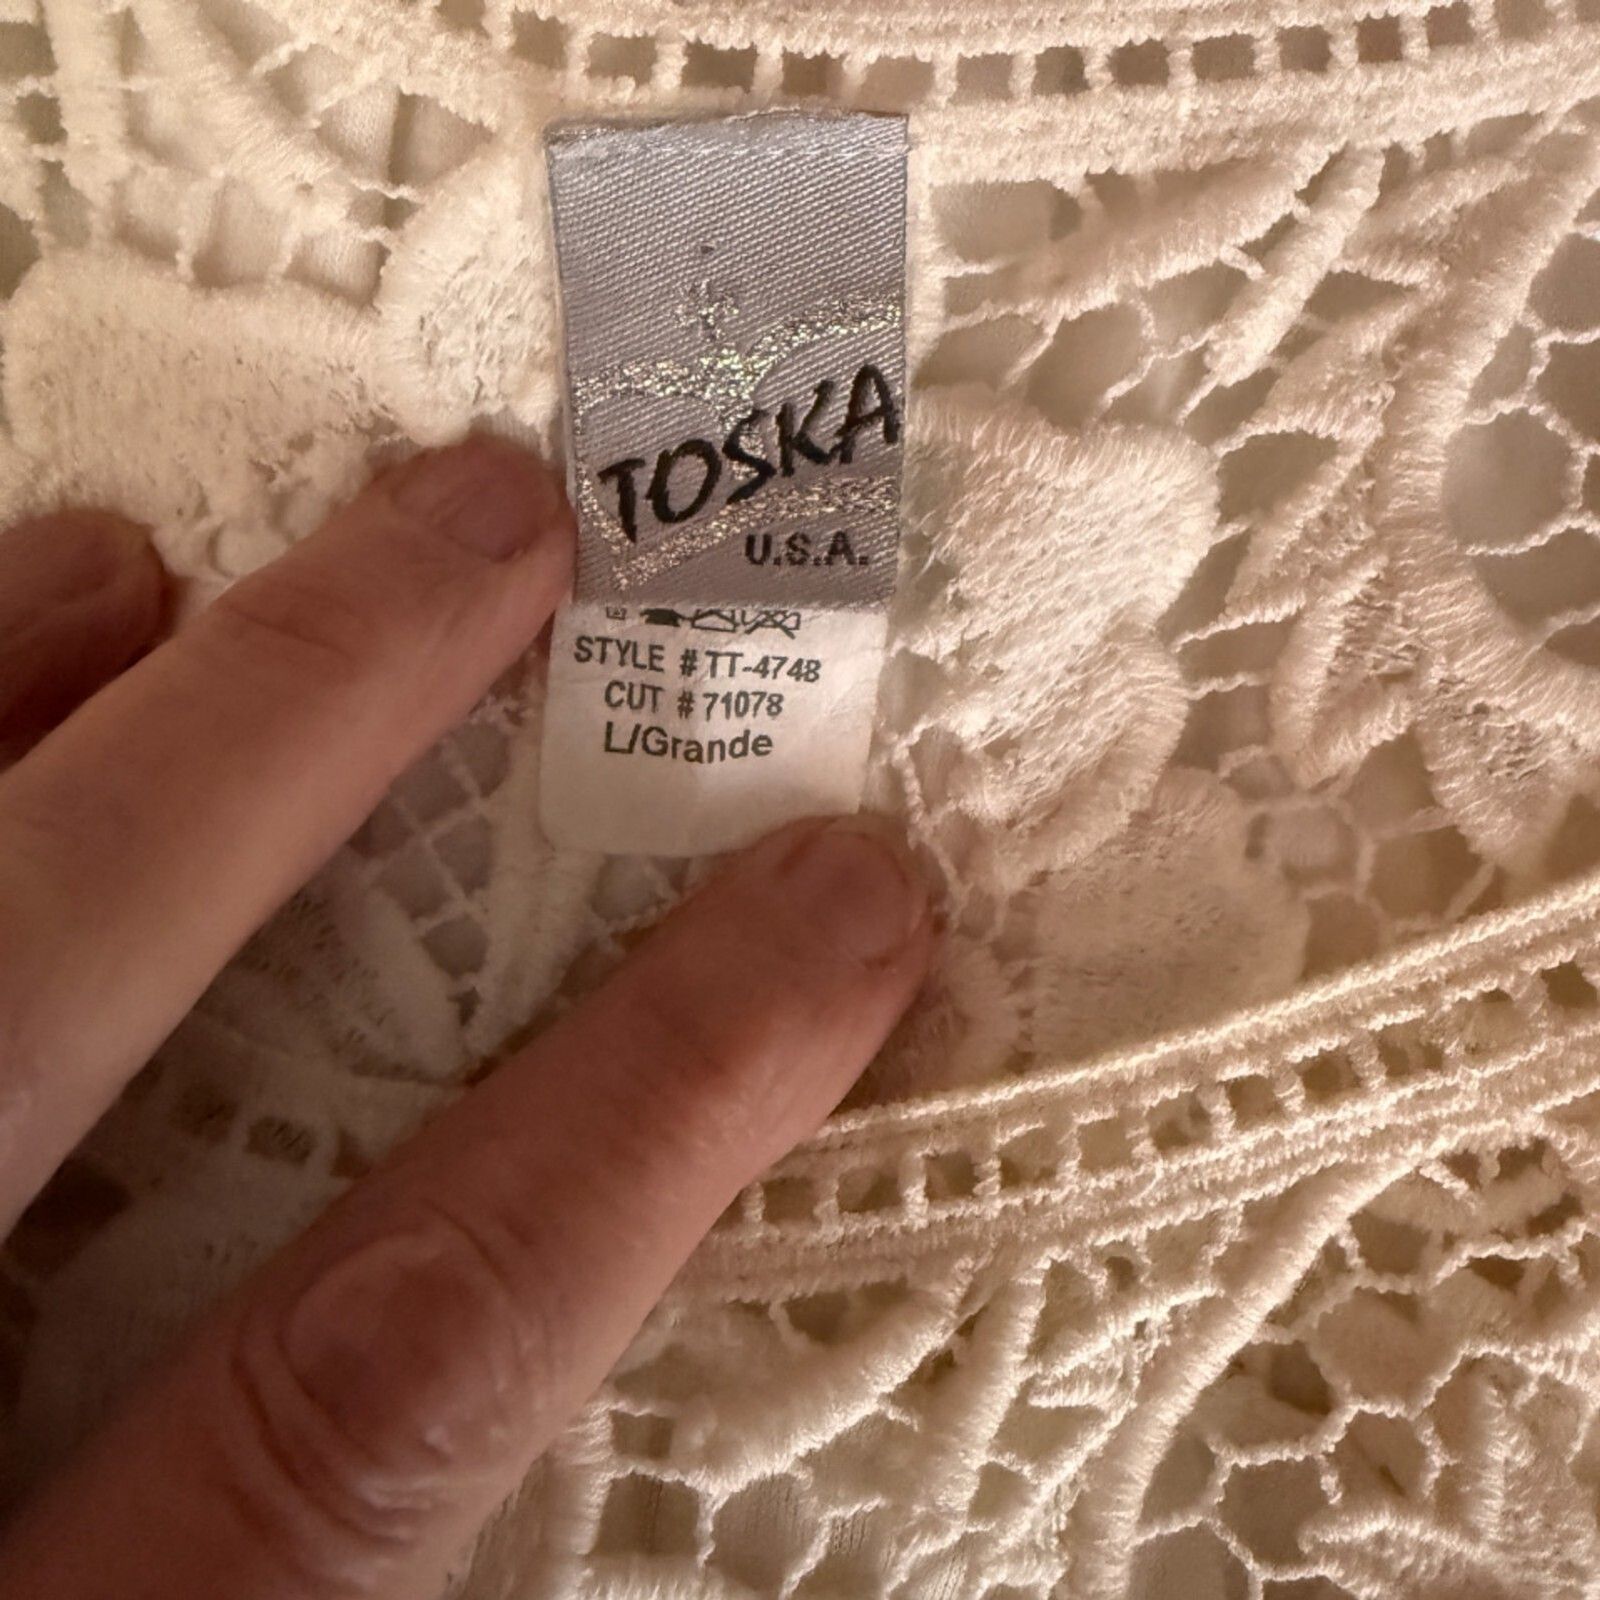 TOSKA
U.S.A.
STYLE # TT-4748
CUT # 71078
L/Grande